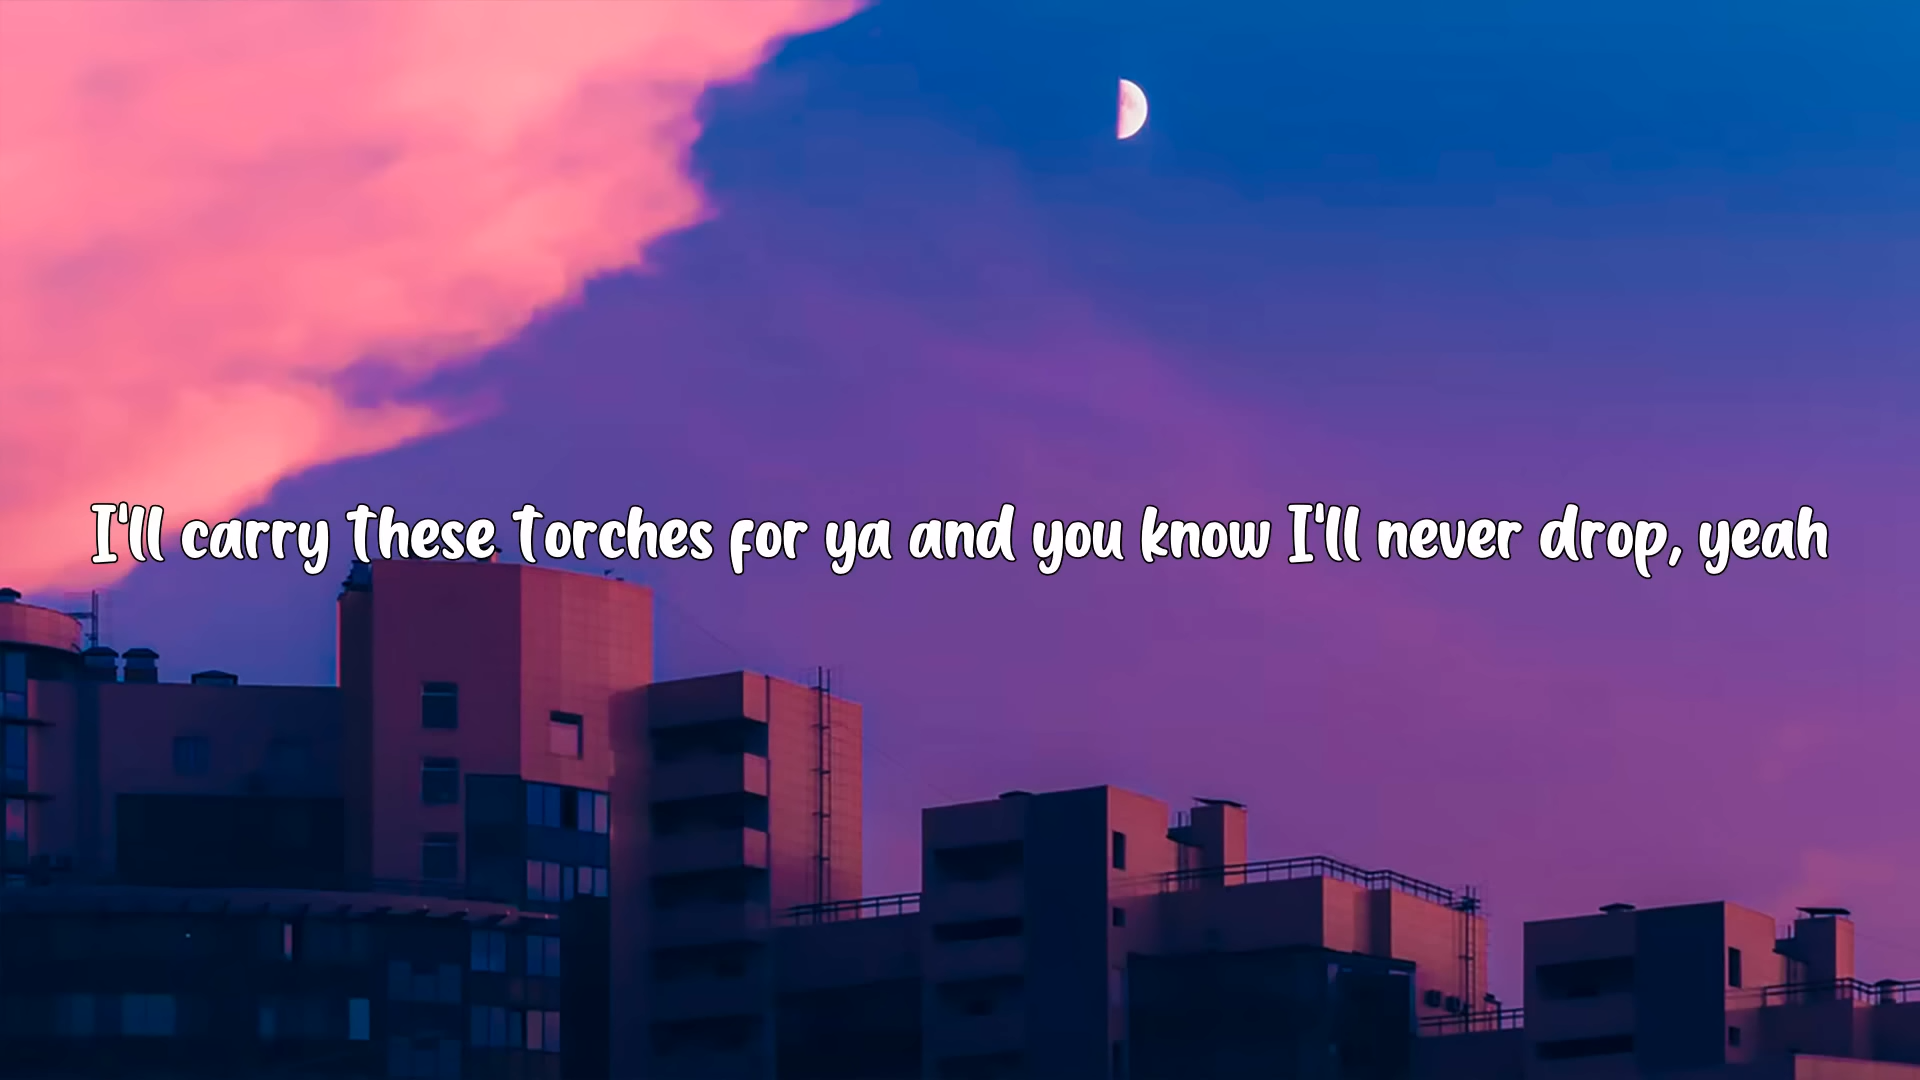 I'll carry these torches for ya and you know I'll never drop, yeah